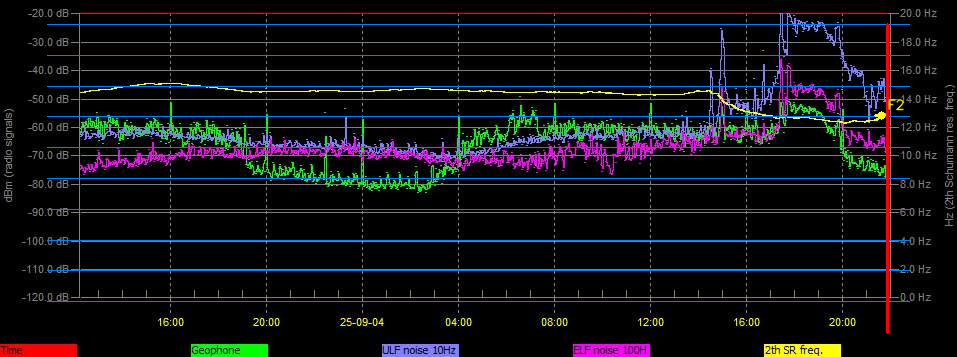 -20.0 dB 20.0 Hz
-30.0 dB 18.0 Hz
-40.0 dB 16.0 Hz
-50.0 dB 14.0 Hz
F2
-60.0 dB 12.0 Hz
-70.0 dB 10.0 Hz
-80.0 dB 8.0 Hz
-90.0 dB 6.0 Hz
-100.0 dB 4.0 Hz
-110.0 dB 2.0 Hz
-120.0 dB 0.0 Hz
dBm (radio signals)
Hz (2th Schumann res. freq.)
16:00 20:00 25-09-04 04:00 08:00 12:00 16:00 20:00
Time Geophone ULF noise 10Hz ELF noise 100H 2th SR freq.